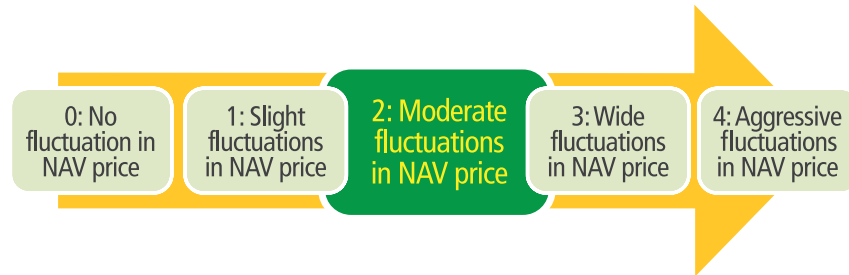 0: No
fluctuation in
NAV price
1: Slight
fluctuations
in NAV price
2: Moderate
fluctuations
in NAV price
3: Wide
fluctuations
in NAV price
4: Aggressive
fluctuations
in NAV price